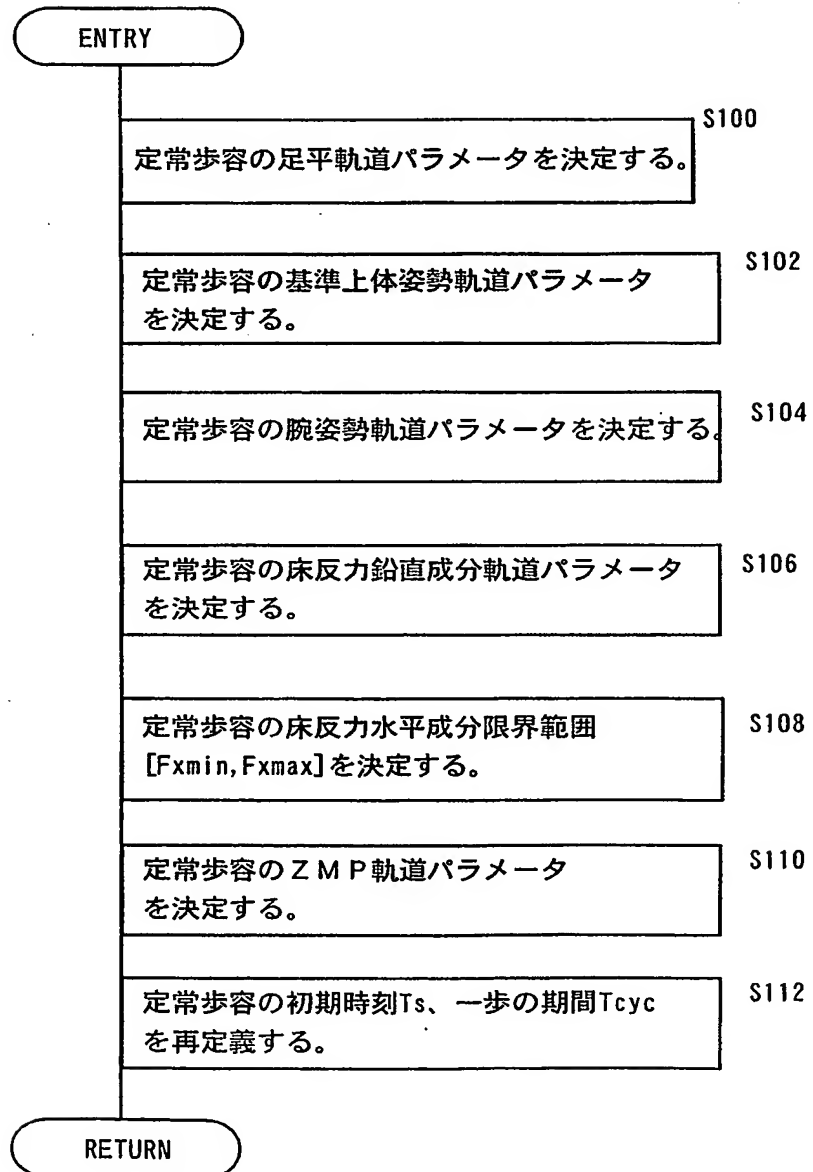 ENTRY
S100
定常歩容の足平軌道パラメータを決定する。
S102
定常歩容の基準上体姿勢軌道パラメータ
を決定する。
S104
定常歩容の腕姿勢軌道パラメータを決定する。
S106
定常歩容の床反力鉛直成分軌道パラメータ
を決定する。
S108
定常歩容の床反力水平成分限界範囲
[Fxmin,Fxmax]を決定する。
S110
定常歩容のＺＭＰ軌道パラメータ
を決定する。
S112
定常歩容の初期時刻Ts、一歩の期間Tcyc
を再定義する。
RETURN